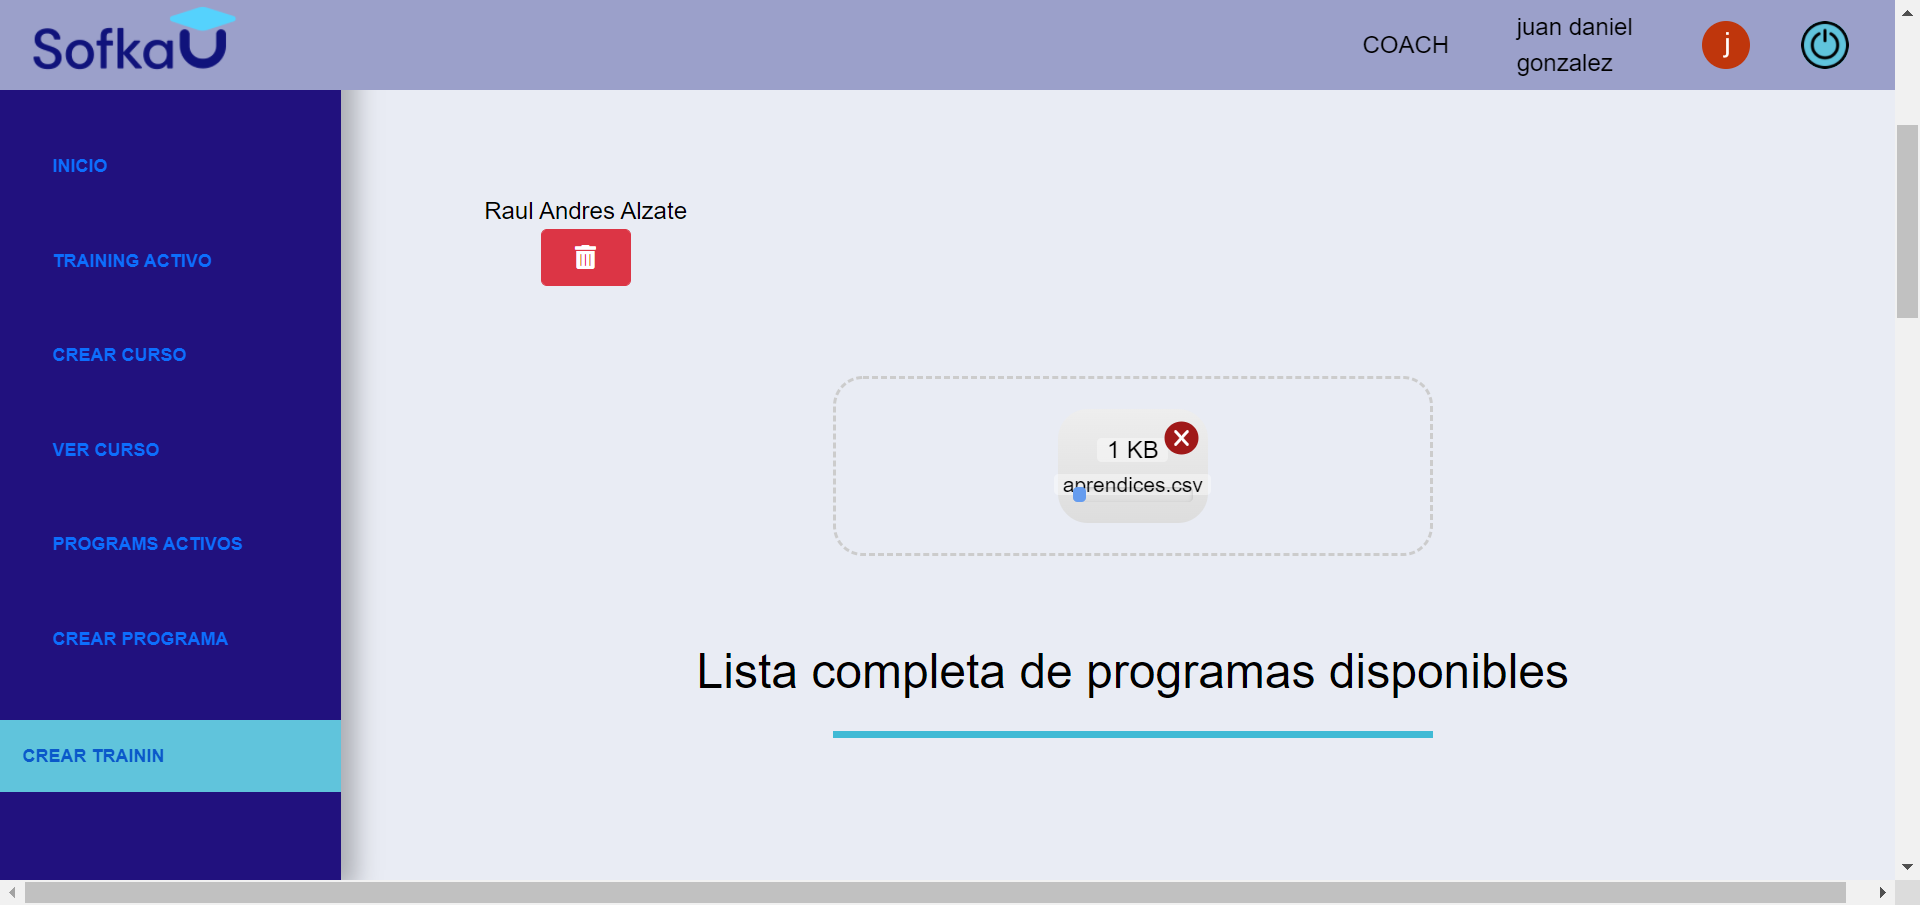 SofkaU
COACH
juan daniel
gonzalez
j
INICIO
TRAINING ACTIVO
CREAR CURSO
VER CURSO
PROGRAMS ACTIVOS
CREAR PROGRAMA
CREAR TRAININ
Raul Andres Alzate
1 KB
aprendices.csv
Lista completa de programas disponibles